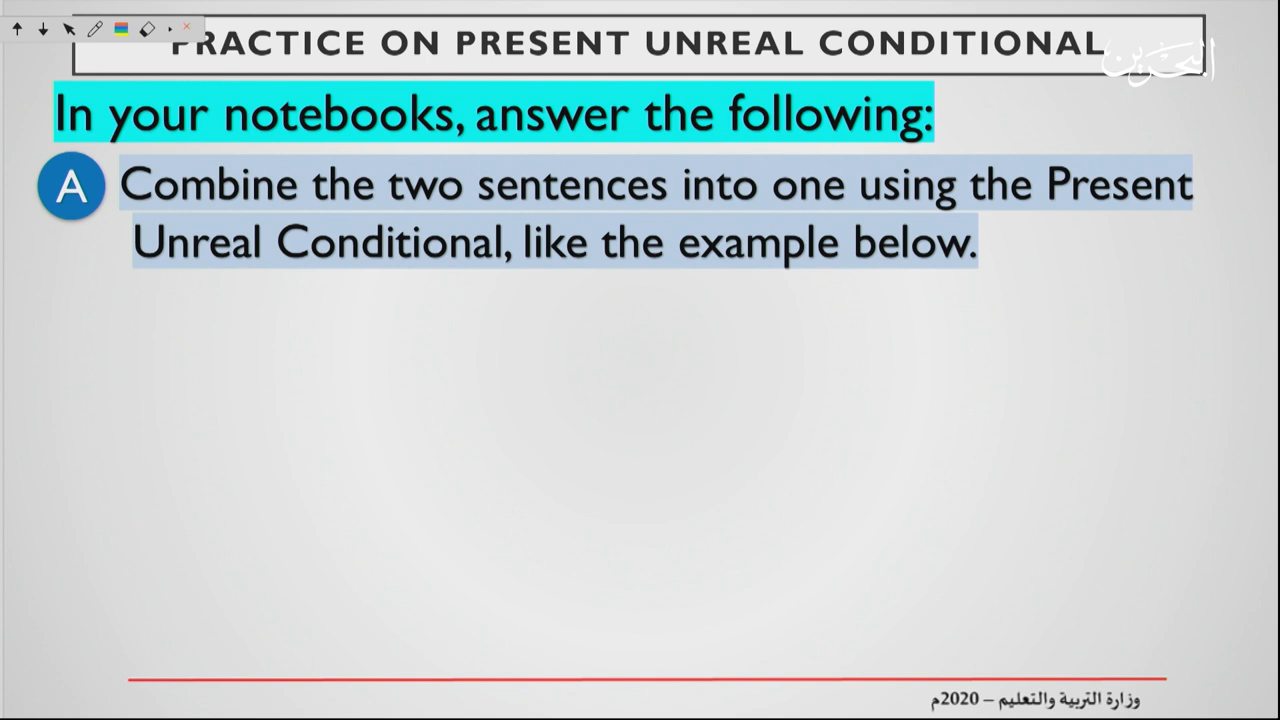 PRACTICE ON PRESENT UNREAL CONDITIONAL
البحرين
In your notebooks, answer the following:
A Combine the two sentences into one using the Present
Unreal Conditional, like the example below.
وزارة التربية والتعليم – 2020م